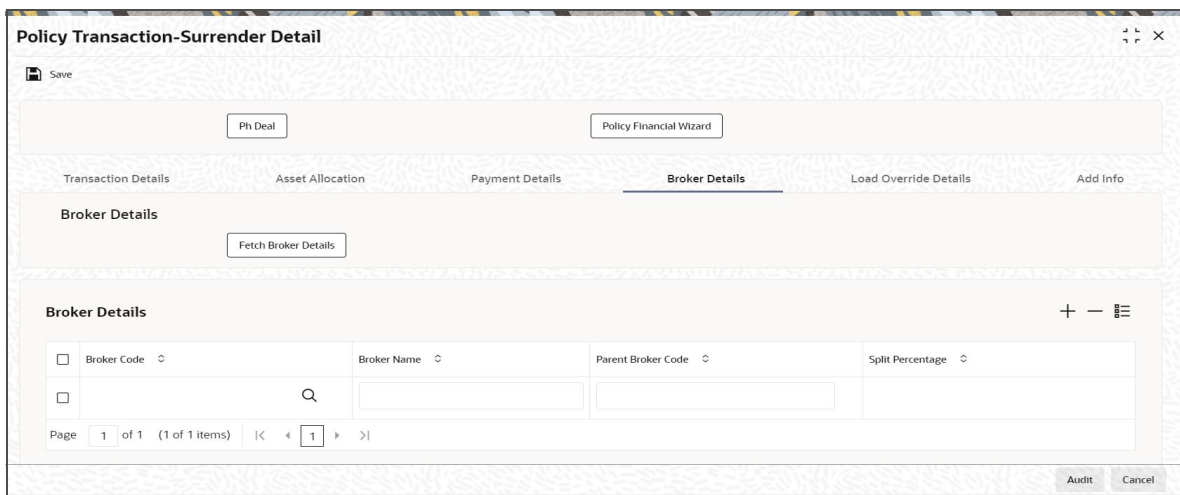 Policy Transaction-Surrender Detail
Save
Ph Deal Policy Financial Wizard
Transaction Details Asset Allocation Payment Details Broker Details Load Override Details Add Info
Broker Details
Fetch Broker Details
Broker Details
Broker Code Broker Name Parent Broker Code Split Percentage
Page 1 of 1 (1 of 1 items) 1
Audit Cancel